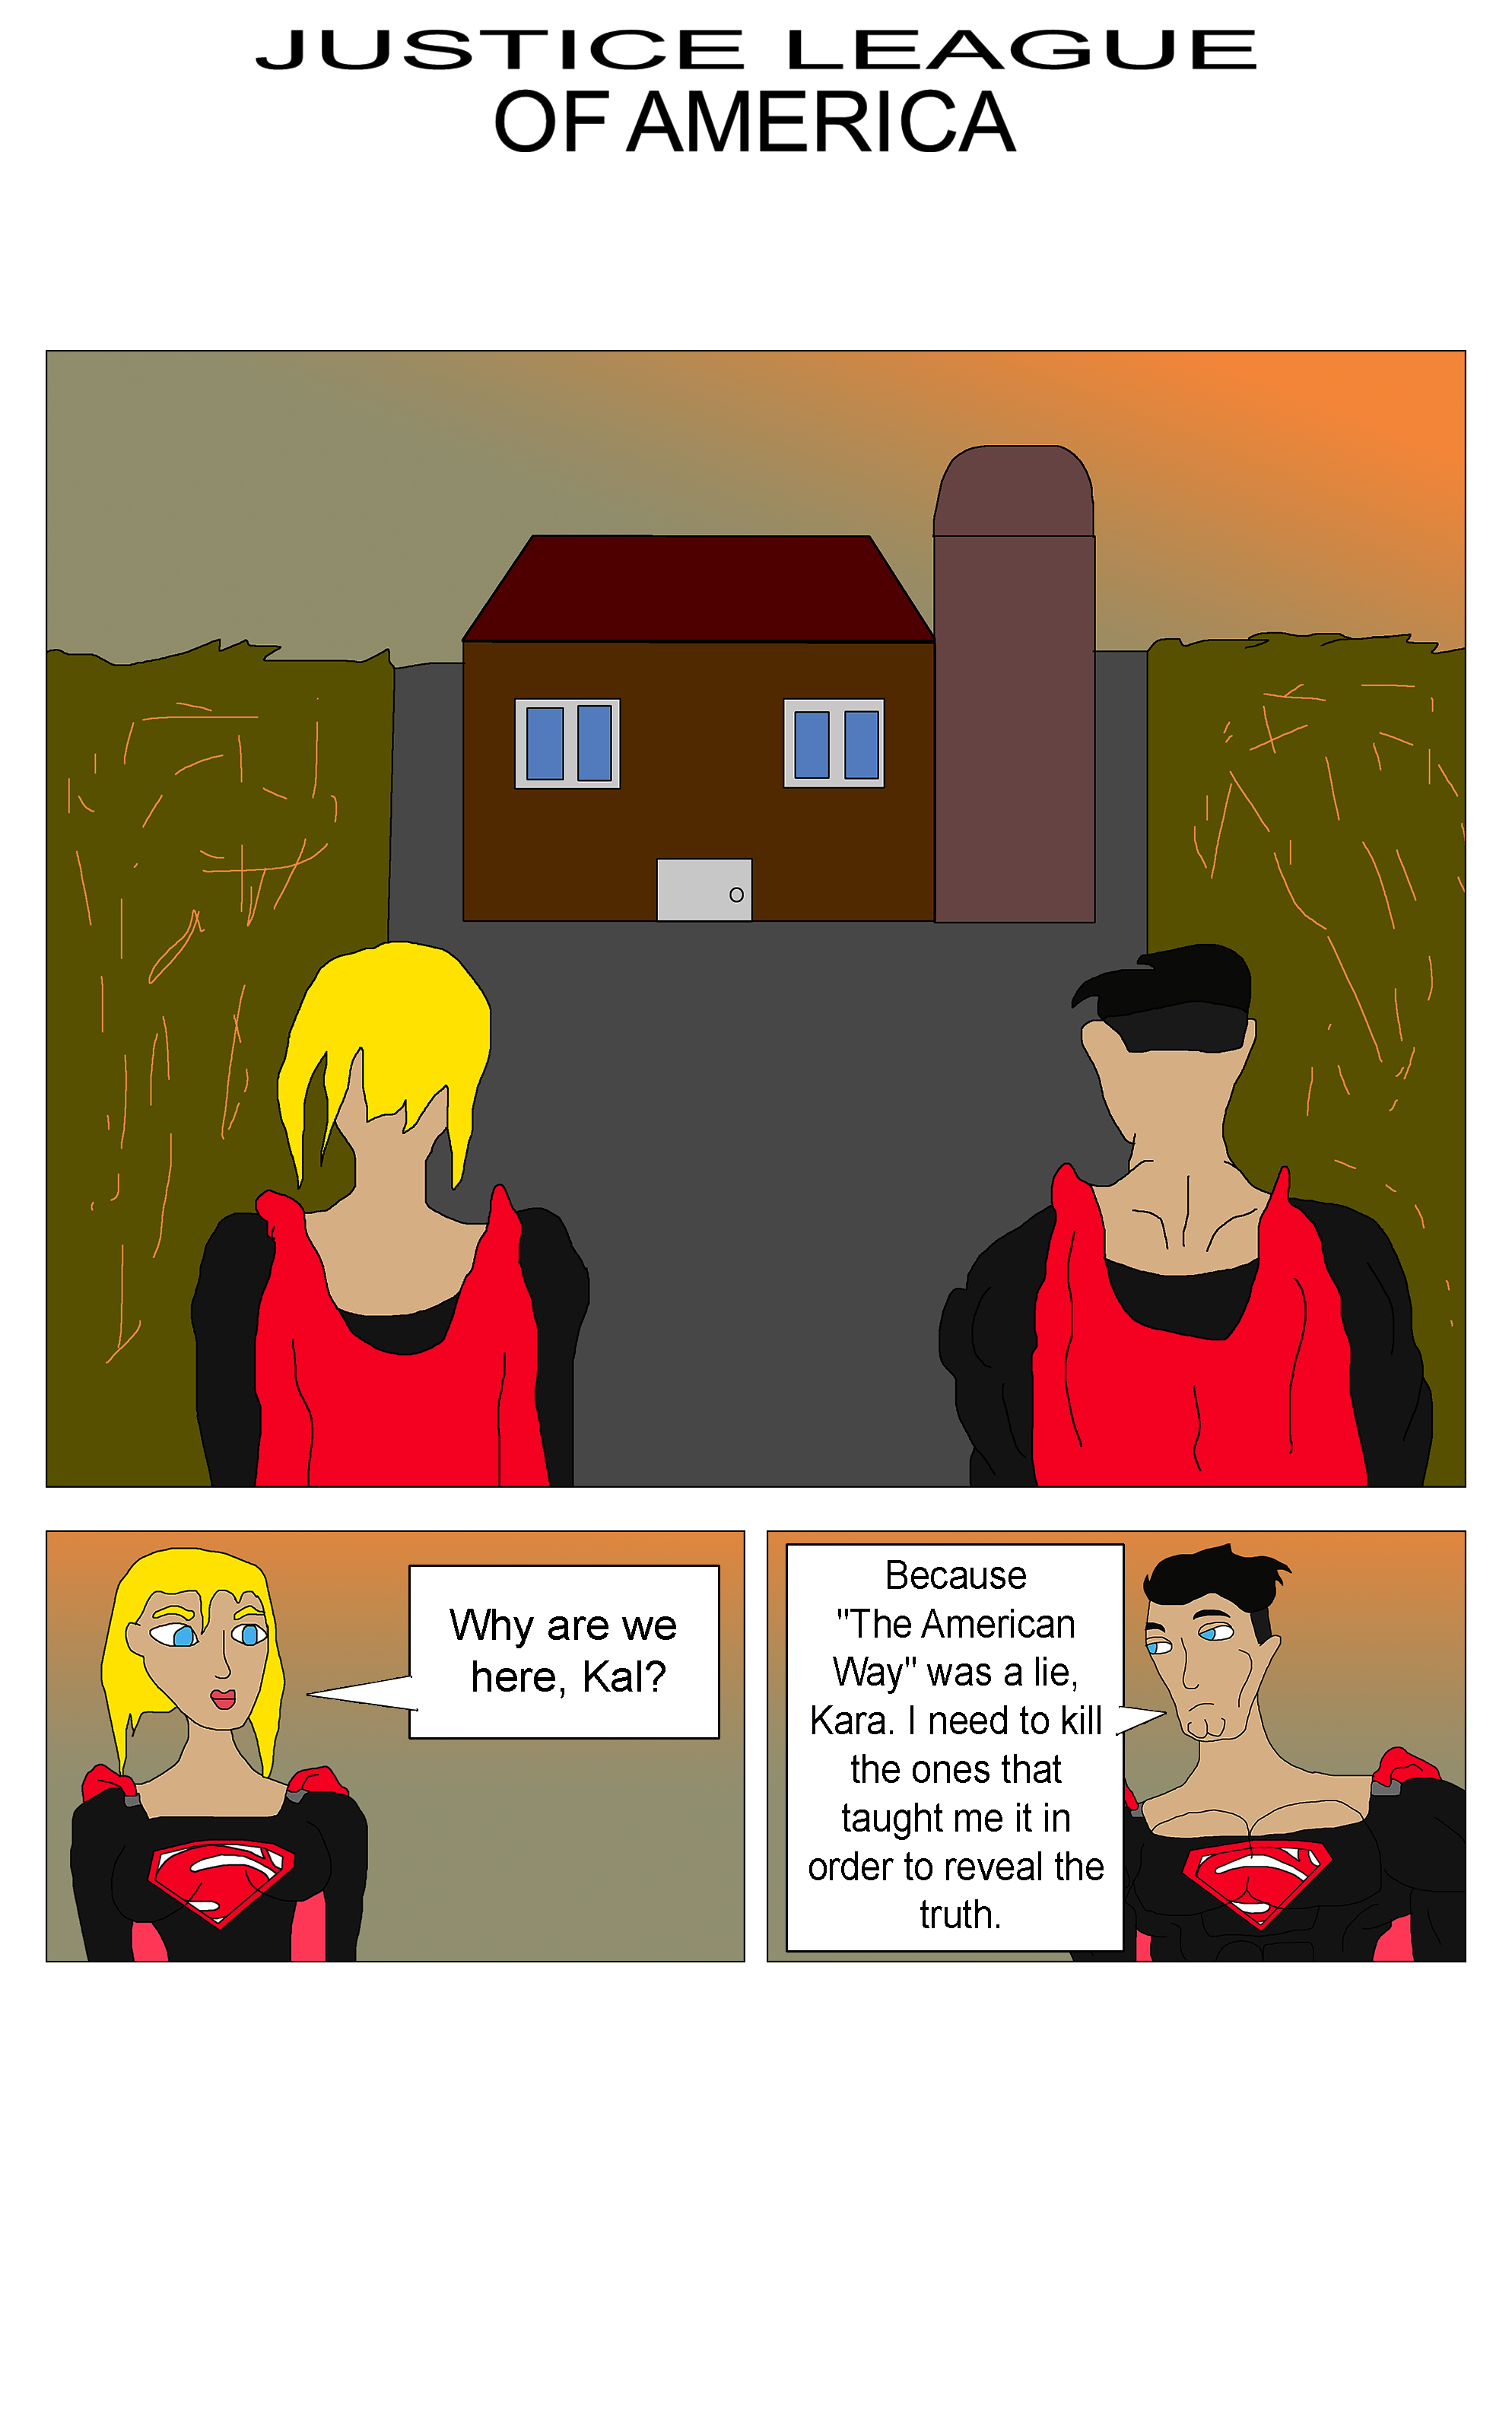 JUSTICE LEAGUE
OF AMERICA
Why are we
here, Kal?
Because
"The American
Way" was a lie,
Kara. I need to kill
the ones that
taught me it in
order to reveal the
truth.